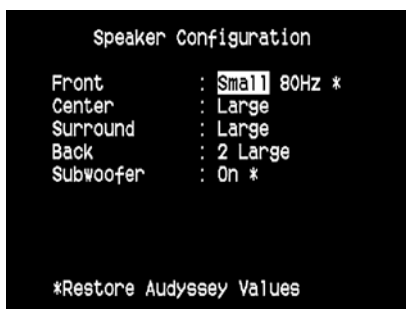 Speaker Configuration
Front : Small 80Hz *
Center : Large
Surround : Large
Back : 2 Large
Subwoofer : On *
*Restore Audyssey Values